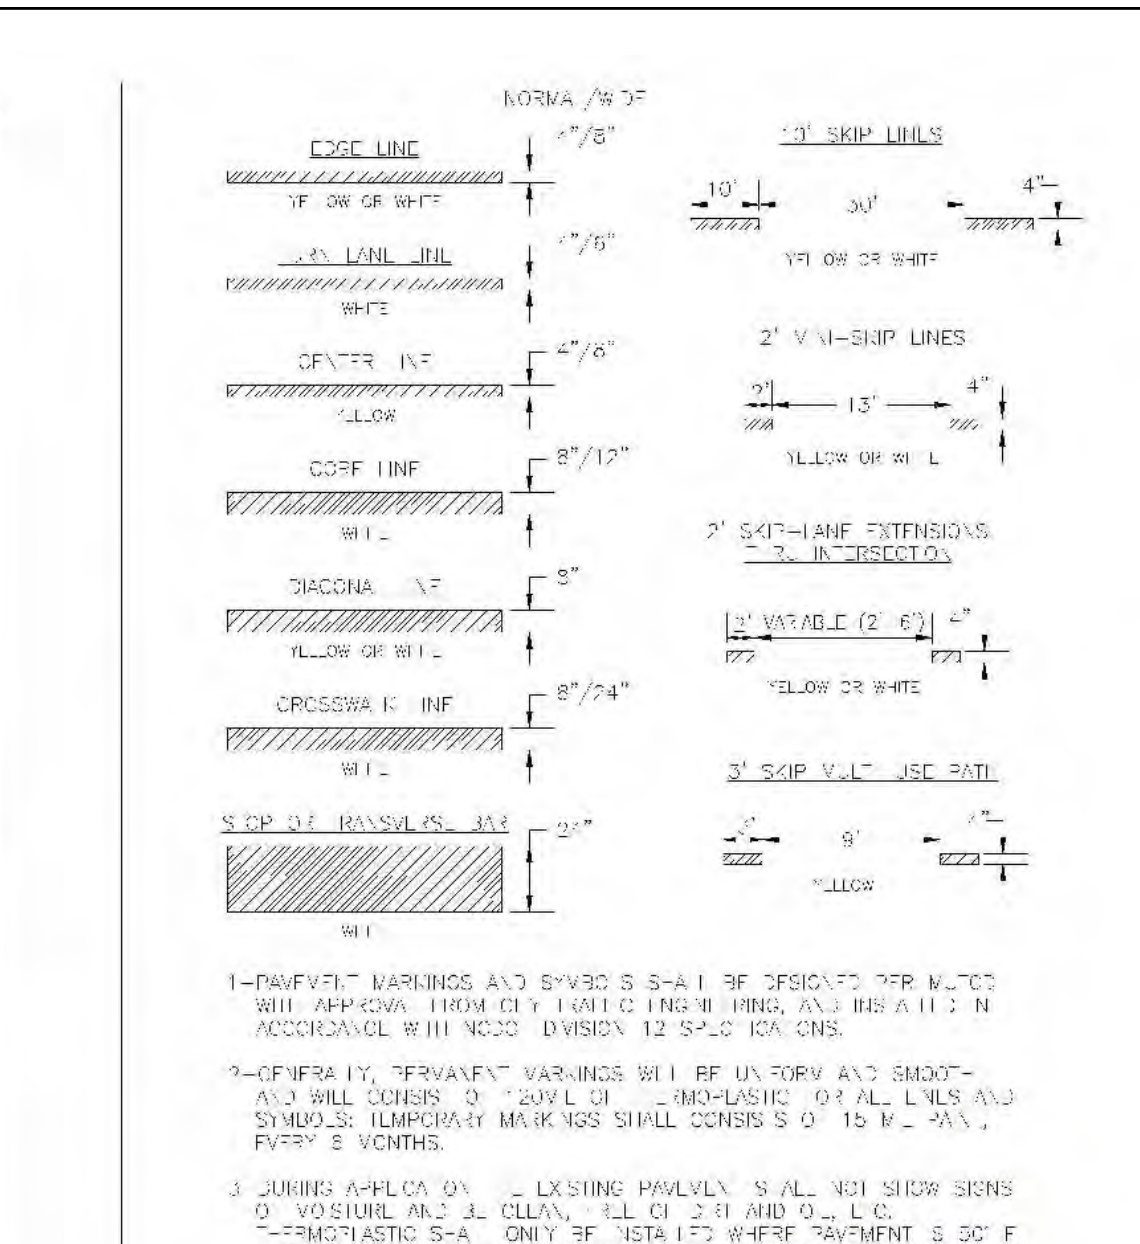 NORMAL/WIDE
EDGE LINE
YELLOW OR WHITE
TURN LANE LINE
4"/6"
WHITE
CENTER LINE
YELLOW
GORE LINE
8"/12"
WHITE
DIAGONAL LINE
8"
YELLOW OR WHITE
CROSSWALK LINE
8"/24"
WHITE
STOP OR TRANSVERSE BAR
24"
WHITE
10' SKIP LINES
10'
30'
4"
YELLOW OR WHITE
2' MINI-SKIP LINES
2'
13'
4"
YELLOW OR WHITE
2' SKIP-LANE EXTENSIONS
THRU INTERSECTION
2' VARIABLE (2' 6') 4"
YELLOW OR WHITE
3' SKIP MULTI USE PATH
9'
4"
YELLOW
1-PAVEMENT MARKINGS AND SYMBOLS SHALL BE DESIGNED PER MUTCD
WITH APPROVAL FROM CITY TRAFFIC ENGINEERING, AND INSTALLED IN
ACCORDANCE WITH NCDOT DIVISION 12 SPECIFICATIONS.
2-GENERALLY, PERMANENT MARKINGS WILL BE UNIFORM AND SMOOTH
AND WILL CONSIST OF 120MIL OF THERMOPLASTIC FOR ALL LINES AND
SYMBOLS: TEMPORARY MARKINGS SHALL CONSIST OF 15 MIL PAINT,
EVERY MONTHS.
3 DURING APPLICATION THE EXISTING PAVEMENT SHALL NOT SHOW SIGNS
OF MOISTURE AND BE CLEAN, FREE OF DIRT AND OIL, ETC.
THERMOPLASTIC SHALL ONLY BE INSTALLED WHERE PAVEMENT IS